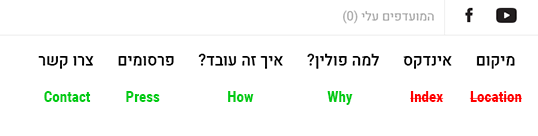 המועדפים עלי (0)
מיקום אינדקס למה פולין? איך זה עובד? פרסומים צרו קשר
Contact Press How Why Index Location